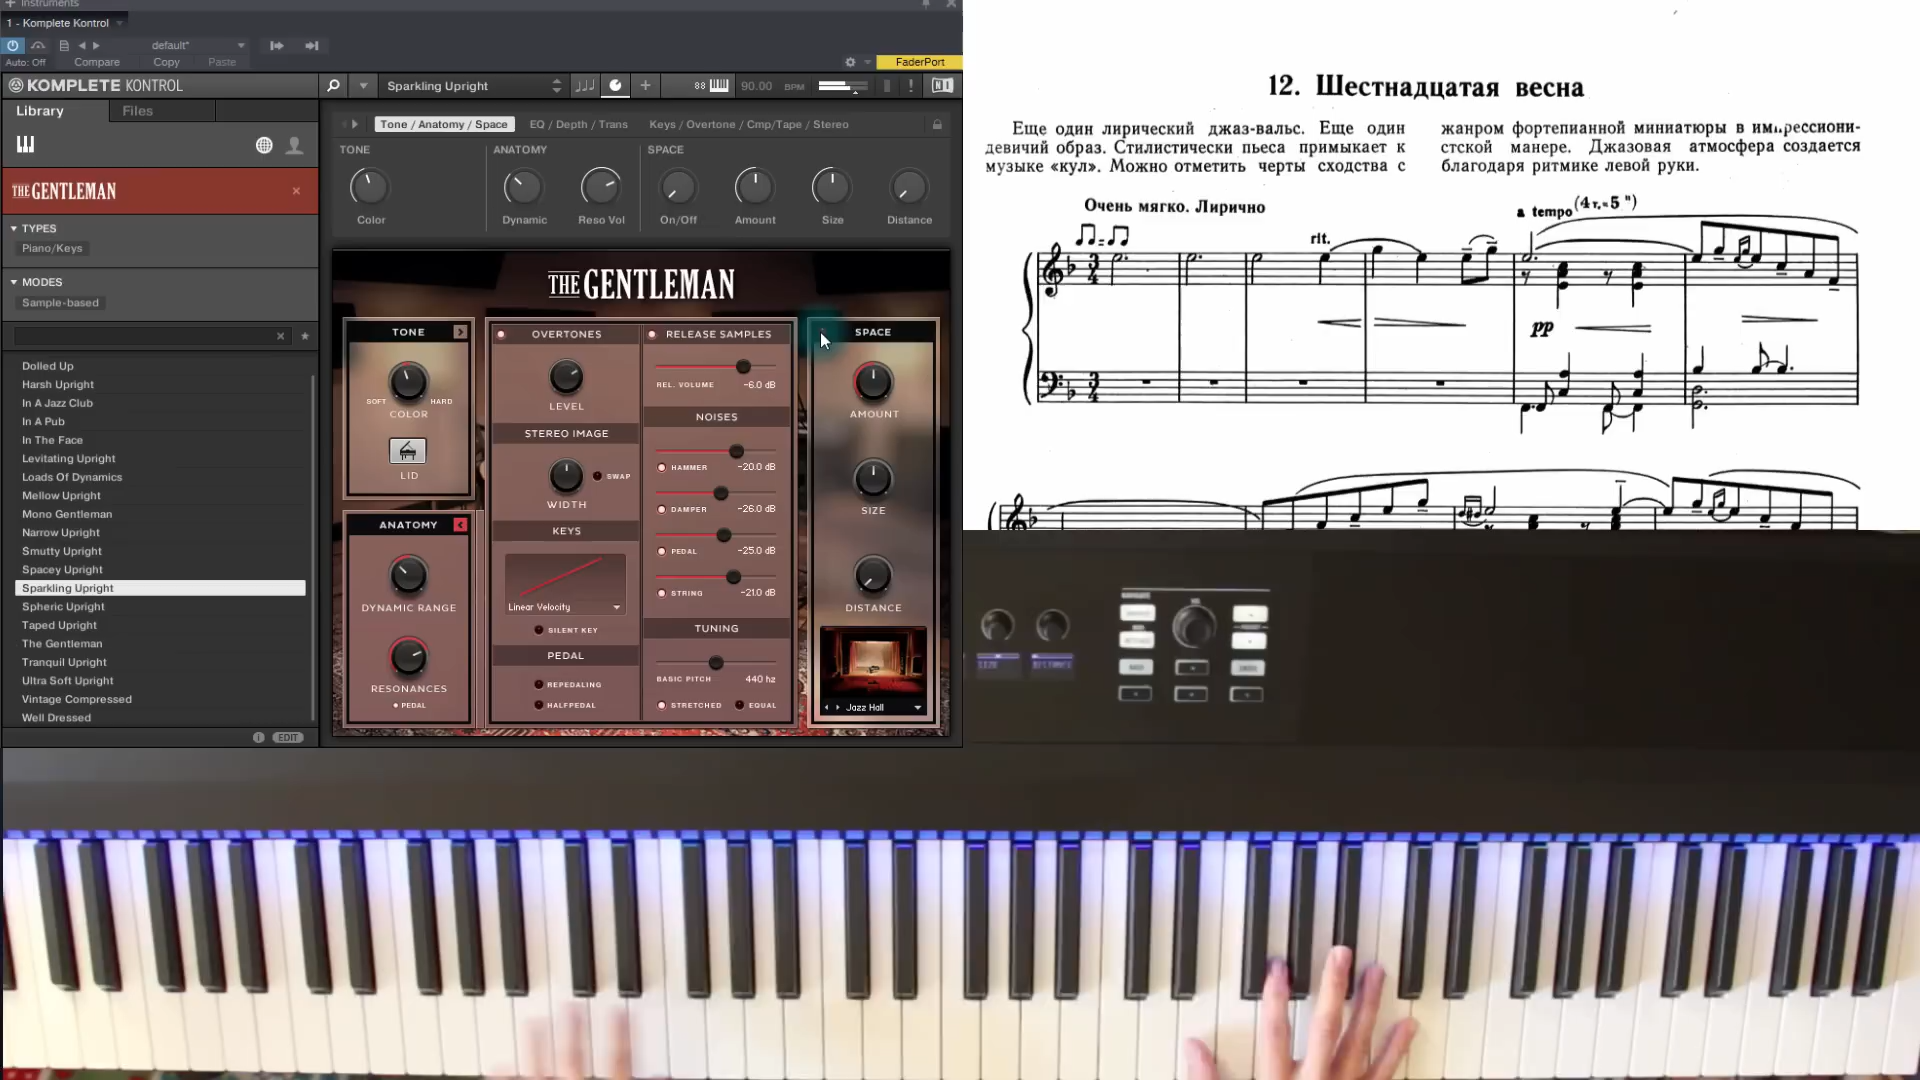 Instruments
1 - Komplete Kontrol
default*
Auto: Off
Compare
Copy
Paste
FaderPort
KOMPLETE KONTROL
Sparkling Upright
88
90.00 BPM
Library
Files
THE GENTLEMAN
TYPES
Piano/Keys
MODES
Sample-based
Dolled Up
Harsh Upright
In A Jazz Club
In A Pub
In The Face
Levitating Upright
Loads Of Dynamics
Mellow Upright
Mono Gentleman
Narrow Upright
Smutty Upright
Spacey Upright
Sparkling Upright
Spheric Upright
Taped Upright
The Gentleman
Tranquil Upright
Ultra Soft Upright
Vintage Compressed
Well Dressed
EDIT
Tone / Anatomy / Space
EQ / Depth / Trans
Keys / Overtone / Cmp/Tape / Stereo
TONE
ANATOMY
SPACE
Color
Dynamic
Reso Vol
On/Off
Amount
Size
Distance
THE GENTLEMAN
TONE
SOFT
HARD
COLOR
LID
ANATOMY
DYNAMIC RANGE
RESONANCES
PEDAL
OVERTONES
LEVEL
STEREO IMAGE
SWAP
WIDTH
KEYS
Linear Velocity
SILENT KEY
PEDAL
REPEDALING
HALFPEDAL
RELEASE SAMPLES
REL. VOLUME -6.0 dB
NOISES
HAMMER -20.0 dB
DAMPER -26.0 dB
PEDAL -25.0 dB
STRING -21.0 dB
TUNING
BASIC PITCH 440 hz
STRETCHED
EQUAL
SPACE
AMOUNT
SIZE
DISTANCE
Jazz Hall
12. Шестнадцатая весна
Еще один лирический джаз-вальс. Еще один
девичий образ. Стилистически пьеса примыкает к
музыке «кул». Можно отметить черты сходства с
жанром фортепианной миниатюры в импрессиони-
стской манере. Джазовая атмосфера создается
благодаря ритмике левой руки.
Очень мягко. Лирично
rit.
a tempo
pp